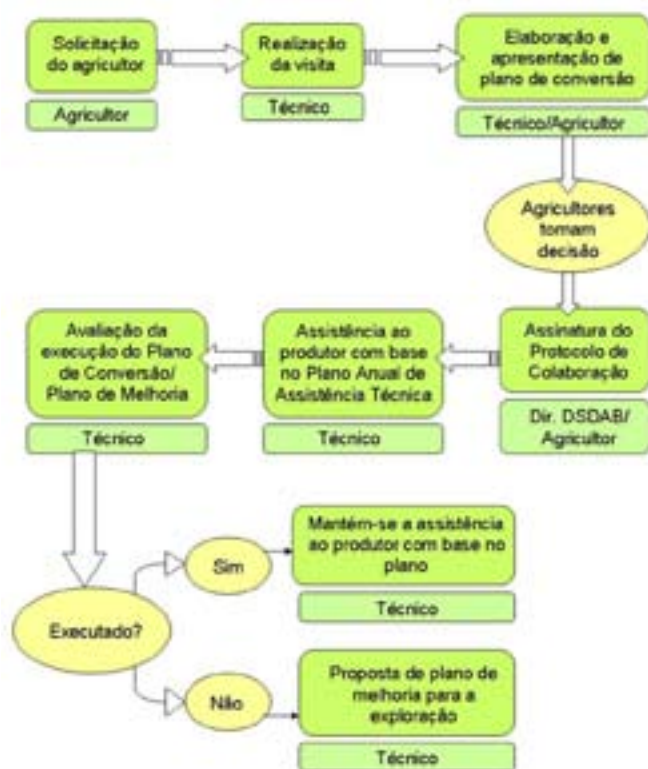 Solicitação
do agricultor
Agricultor
Realização
da visita
Técnico
Elaboração e
apresentação de
plano de conversão
Técnico/Agricultor
Agricultores
tomam
decisão
Assinatura do
Protocolo de
Colaboração
Dir. DSDAB/
Agricultor
Assistência ao
produtor com base
no Plano Anual de
Assistência Técnica
Técnico
Avaliação da
execução do Plano
de Conversão/
Plano de Melhoria
Técnico
Executado?
Sim
Mantém-se a assistência
ao produtor com base no
plano
Técnico
Não
Proposta de plano de
melhoria para a
exploração
Técnico